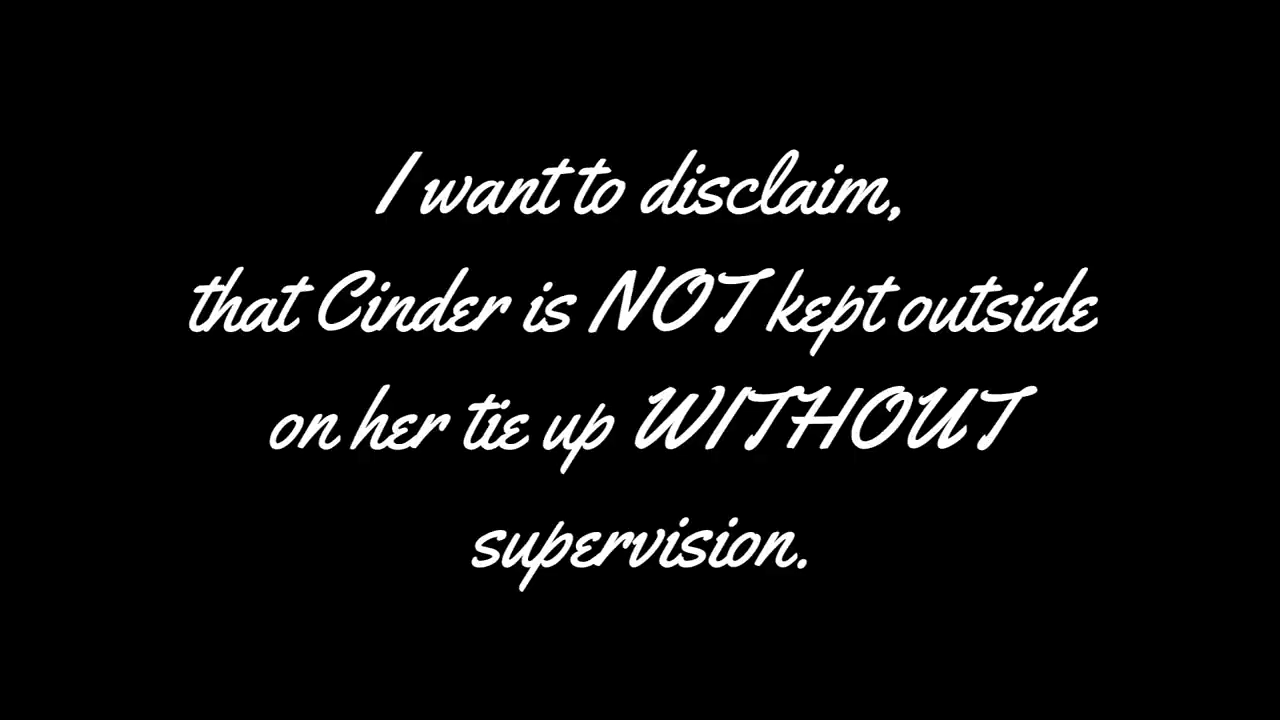 I want to disclaim,
that Cinder is NOT kept outside
on her tie up WITHOUT
supervision.